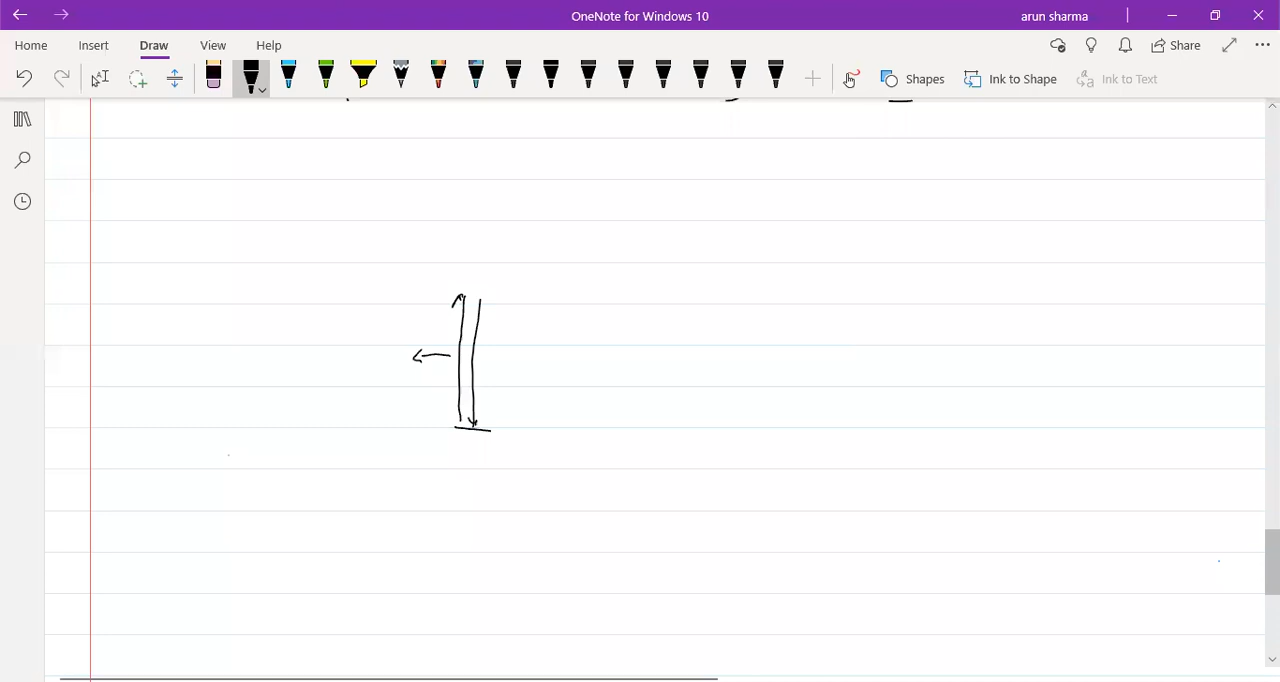 OneNote for Windows 10
arun sharma
Home Insert Draw View Help
Share
Shapes
Ink to Shape
Ink to Text